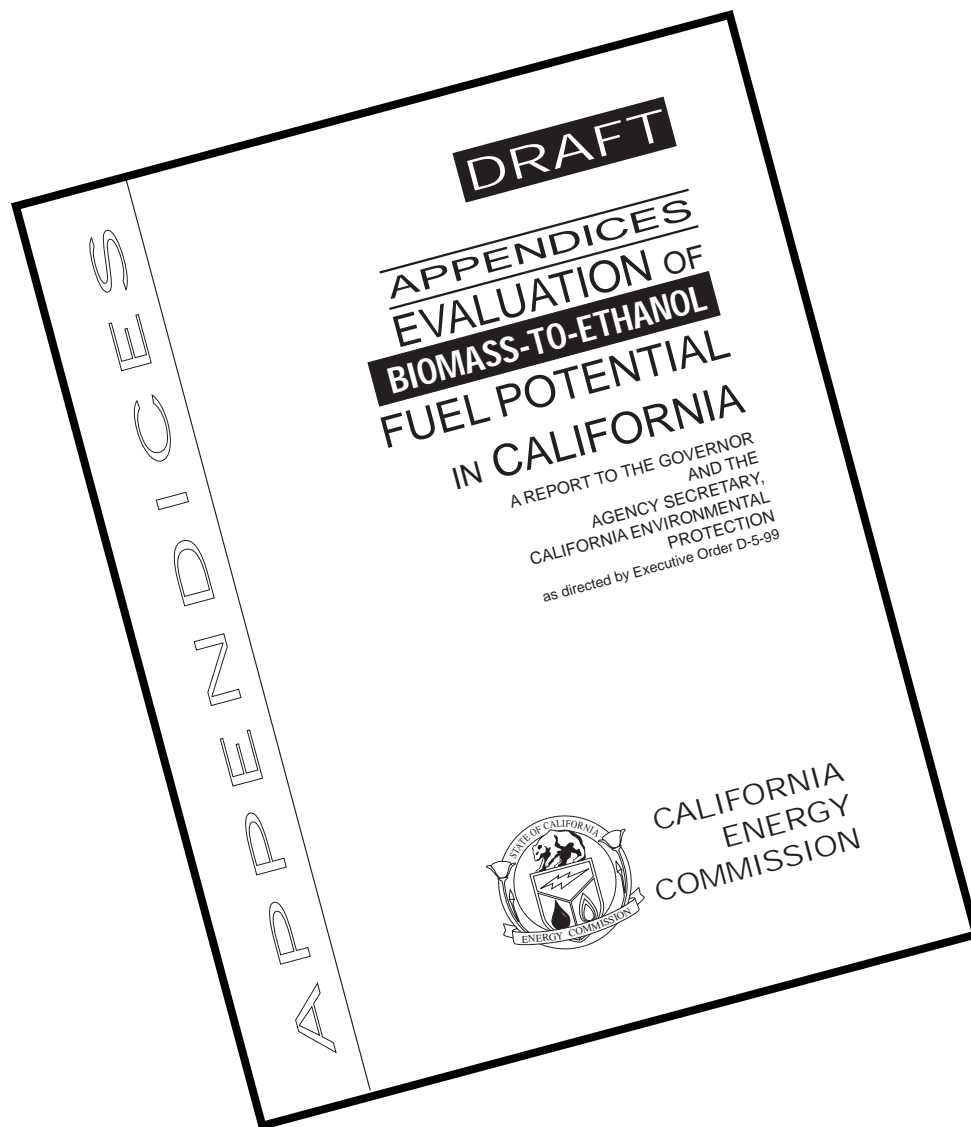 DRAFT
APPENDICES
EVALUATION OF
BIOMASS-TO-ETHANOL
FUEL POTENTIAL
IN CALIFORNIA
A REPORT TO THE GOVERNOR
AND THE
AGENCY SECRETARY,
CALIFORNIA ENVIRONMENTAL
PROTECTION
as directed by Executive Order D-5-99
APPENDICES
STATE OF CALIFORNIA
ENERGY COMMISSION
CALIFORNIA
ENERGY
COMMISSION